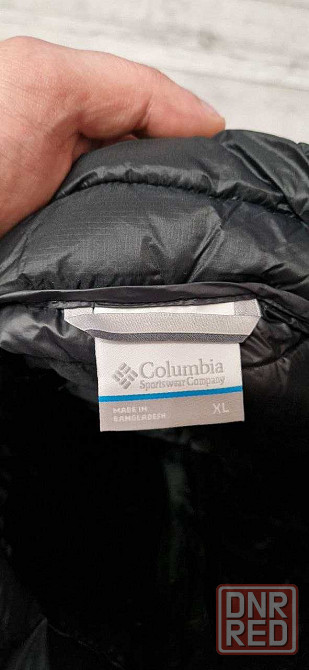 Columbia
Sportswear Company
MADE IN
BANGLADESH
XL
DNR
RED